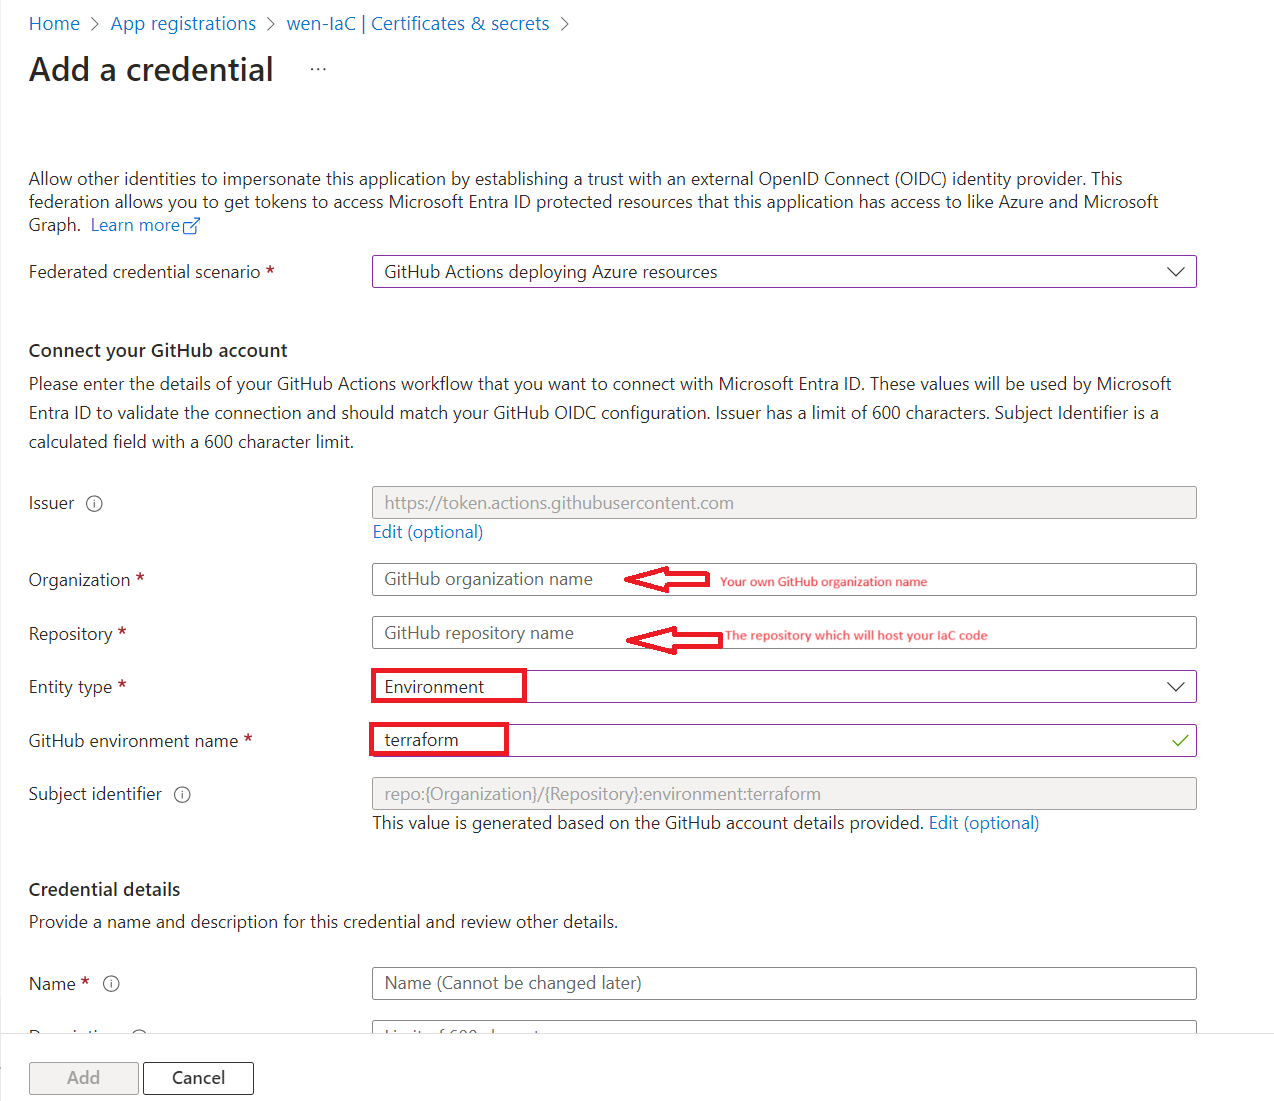 Home > App registrations > wen-IaC | Certificates & secrets >
Add a credential ...
Allow other identities to impersonate this application by establishing a trust with an external OpenID Connect (OIDC) identity provider. This
federation allows you to get tokens to access Microsoft Entra ID protected resources that this application has access to like Azure and Microsoft
Graph. Learn more
Federated credential scenario * GitHub Actions deploying Azure resources
Connect your GitHub account
Please enter the details of your GitHub Actions workflow that you want to connect with Microsoft Entra ID. These values will be used by Microsoft
Entra ID to validate the connection and should match your GitHub OIDC configuration. Issuer has a limit of 600 characters. Subject Identifier is a
calculated field with a 600 character limit.
Issuer https://token.actions.githubusercontent.com
Edit (optional)
Organization * GitHub organization name Your own GitHub organization name
Repository * GitHub repository name The repository which will host your IaC code
Entity type * Environment
GitHub environment name * terraform
Subject identifier repo:{Organization}/{Repository}:environment:terraform
This value is generated based on the GitHub account details provided. Edit (optional)
Credential details
Provide a name and description for this credential and review other details.
Name * Name (Cannot be changed later)
Add Cancel